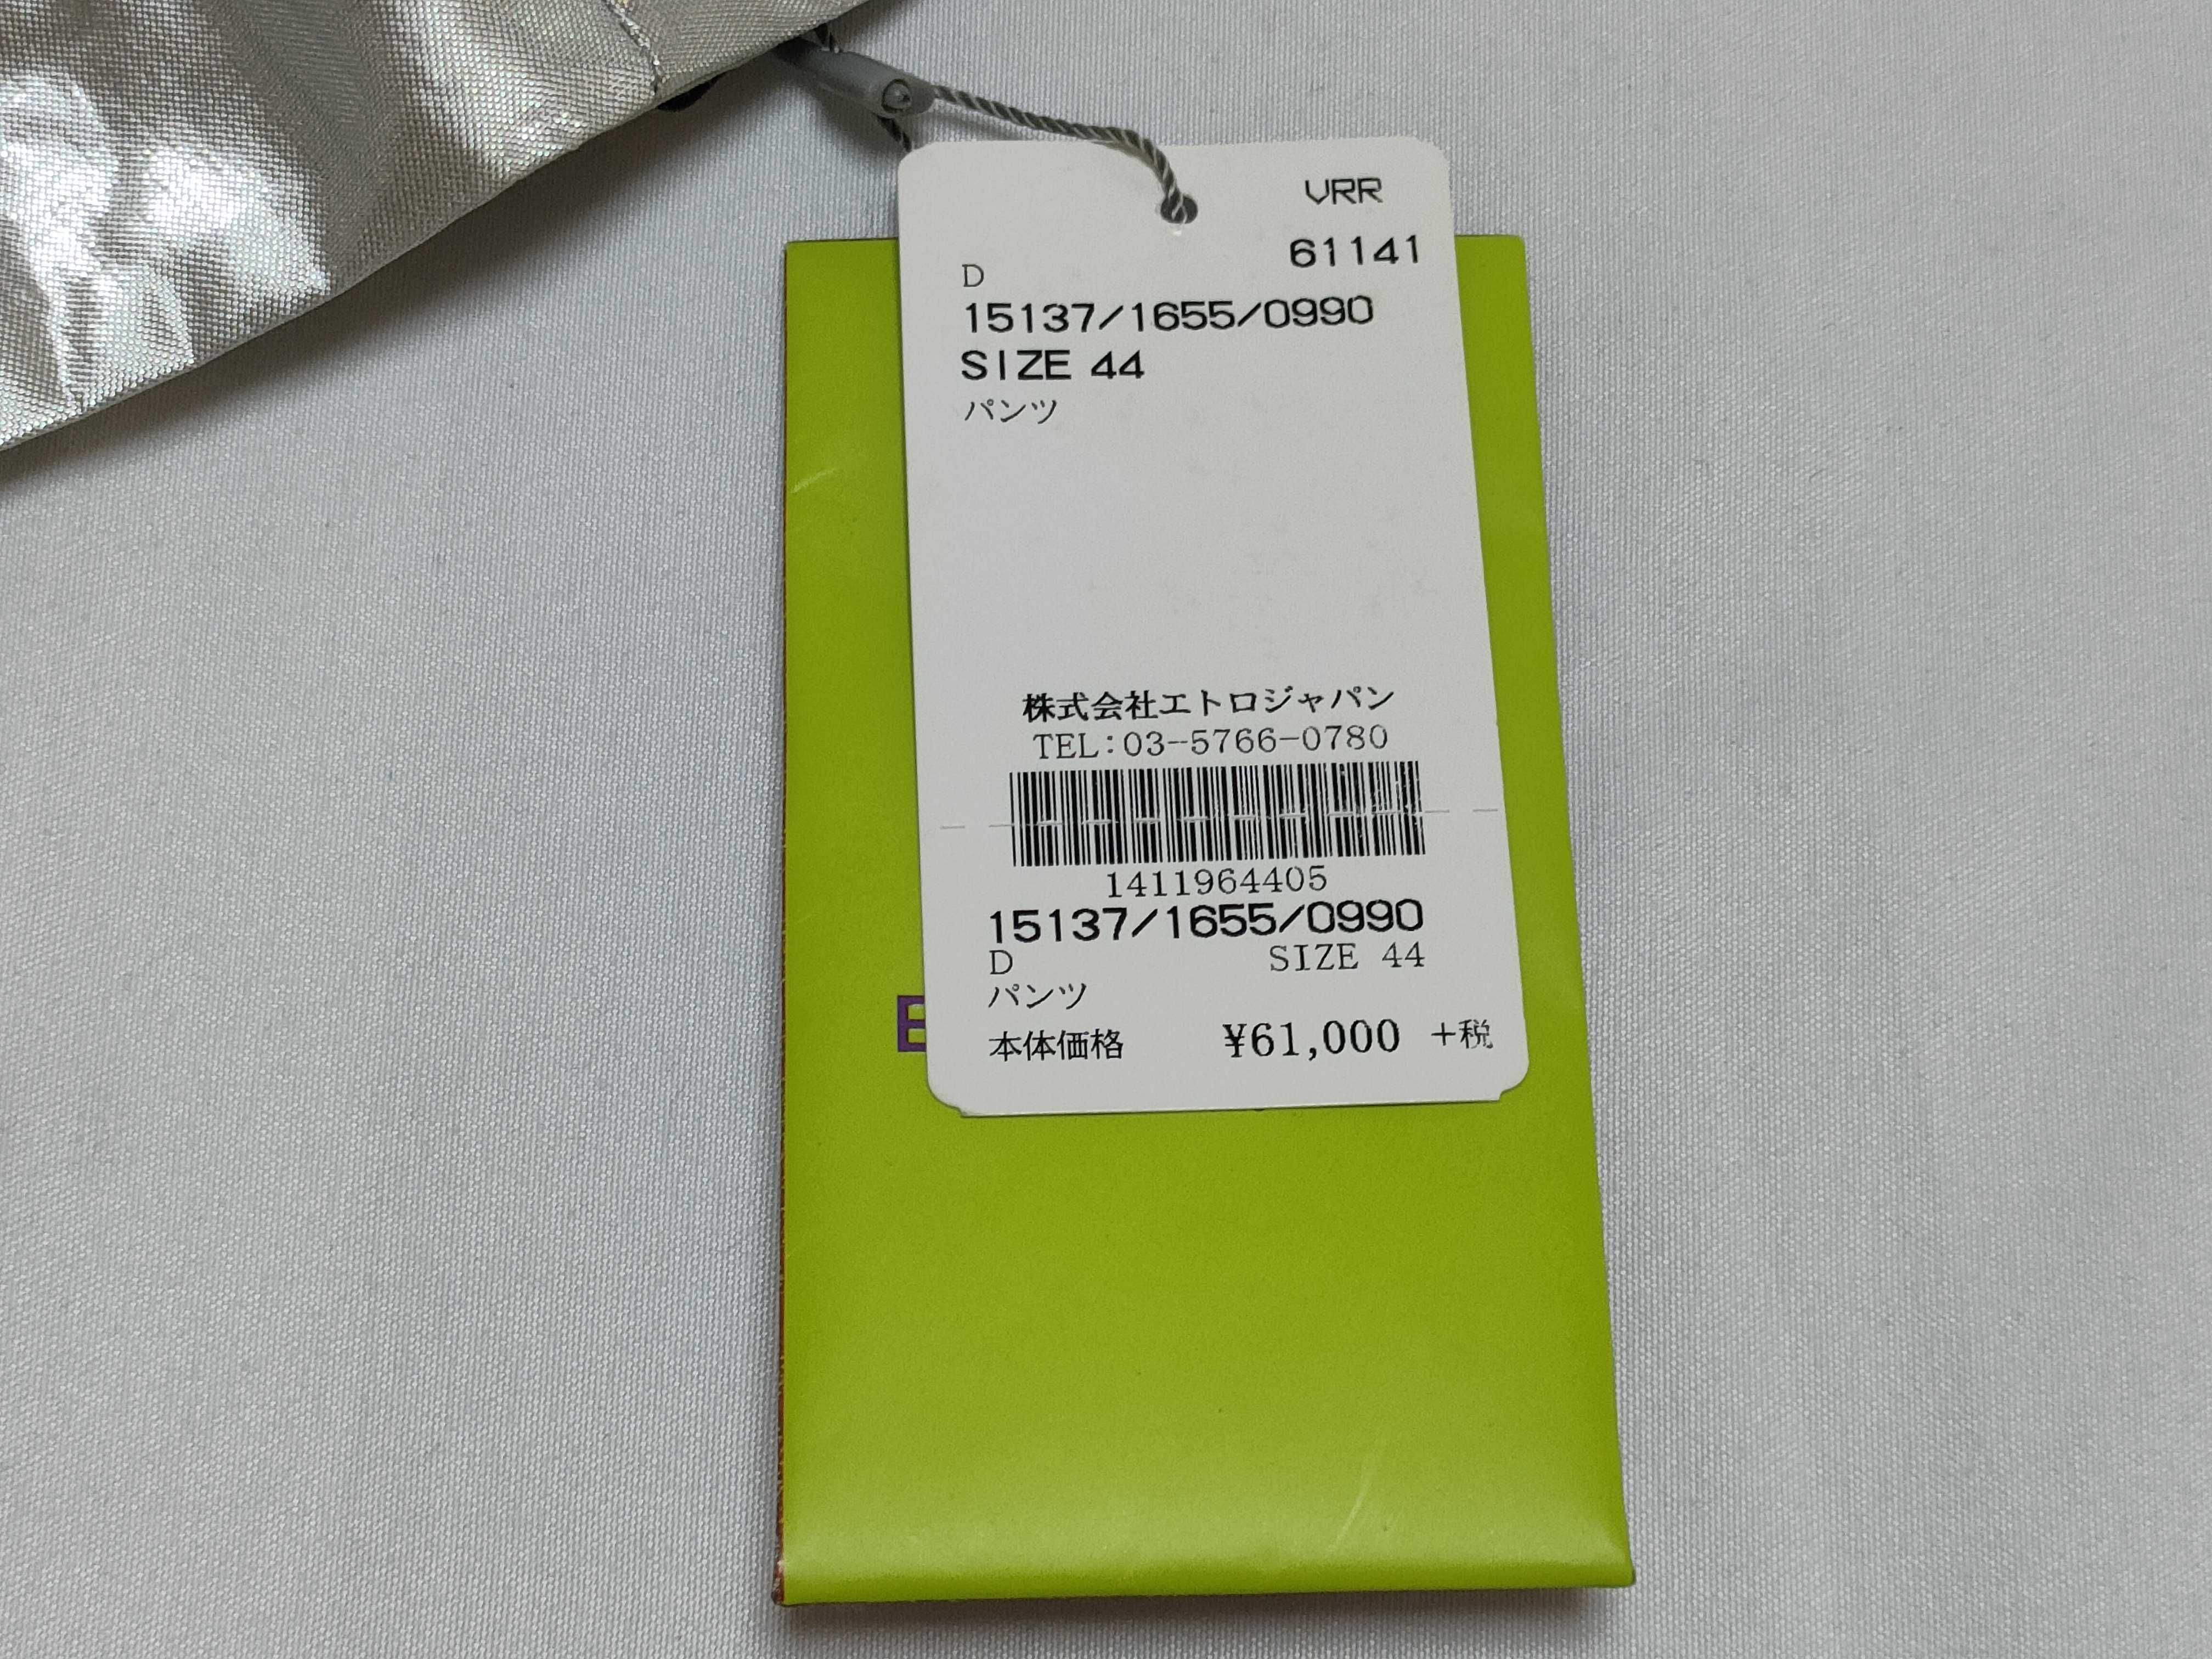 VRR
61141
D
15137/1655/0990
SIZE 44
パンツ
株式会社エトロジャパン
TEL:03-5766-0780
1411964405
15137/1655/0990
D SIZE 44
パンツ
本体価格 ¥61,000 +税
E